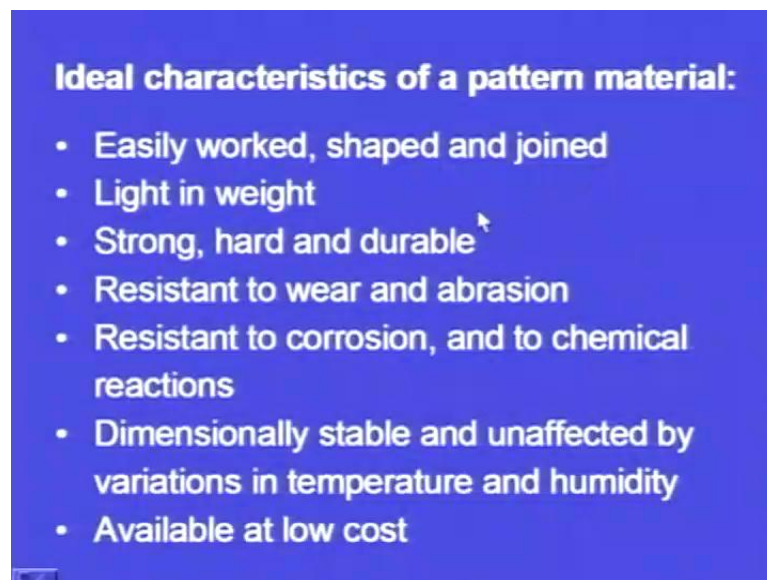 Ideal characteristics of a pattern material:
• Easily worked, shaped and joined
• Light in weight
• Strong, hard and durable
• Resistant to wear and abrasion
• Resistant to corrosion, and to chemical
reactions
• Dimensionally stable and unaffected by
variations in temperature and humidity
• Available at low cost